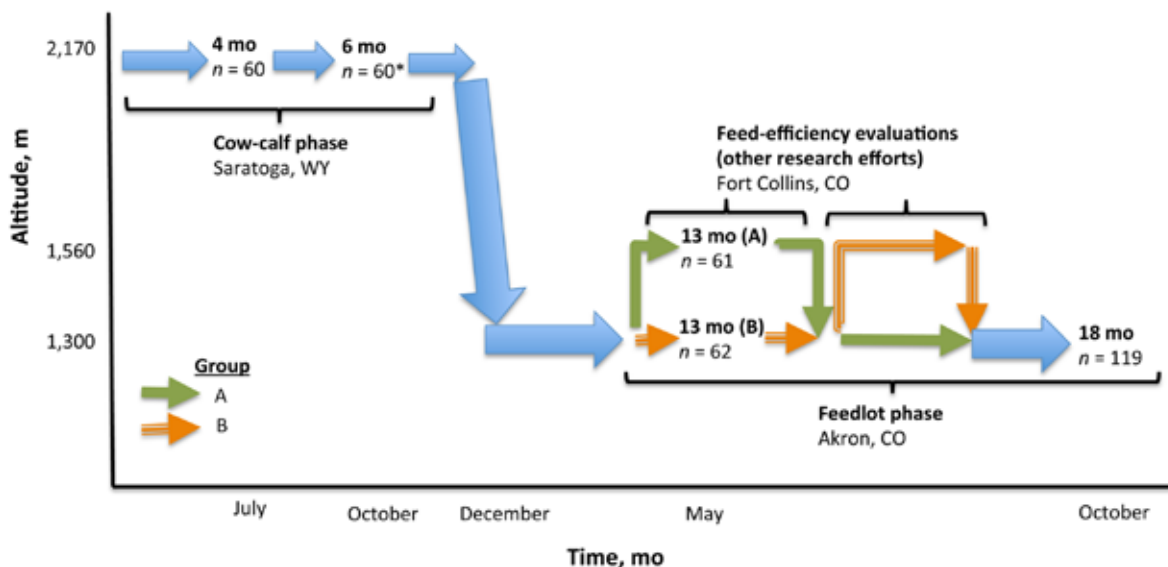 Altitude, m
2,170
1,560
1,300
4 mo
n = 60
6 mo
n = 60*
Cow-calf phase
Saratoga, WY
Feed-efficiency evaluations
(other research efforts)
Fort Collins, CO
13 mo (A)
n = 61
13 mo (B)
n = 62
18 mo
n = 119
Feedlot phase
Akron, CO
Group
A
B
July
October
December
May
October
Time, mo